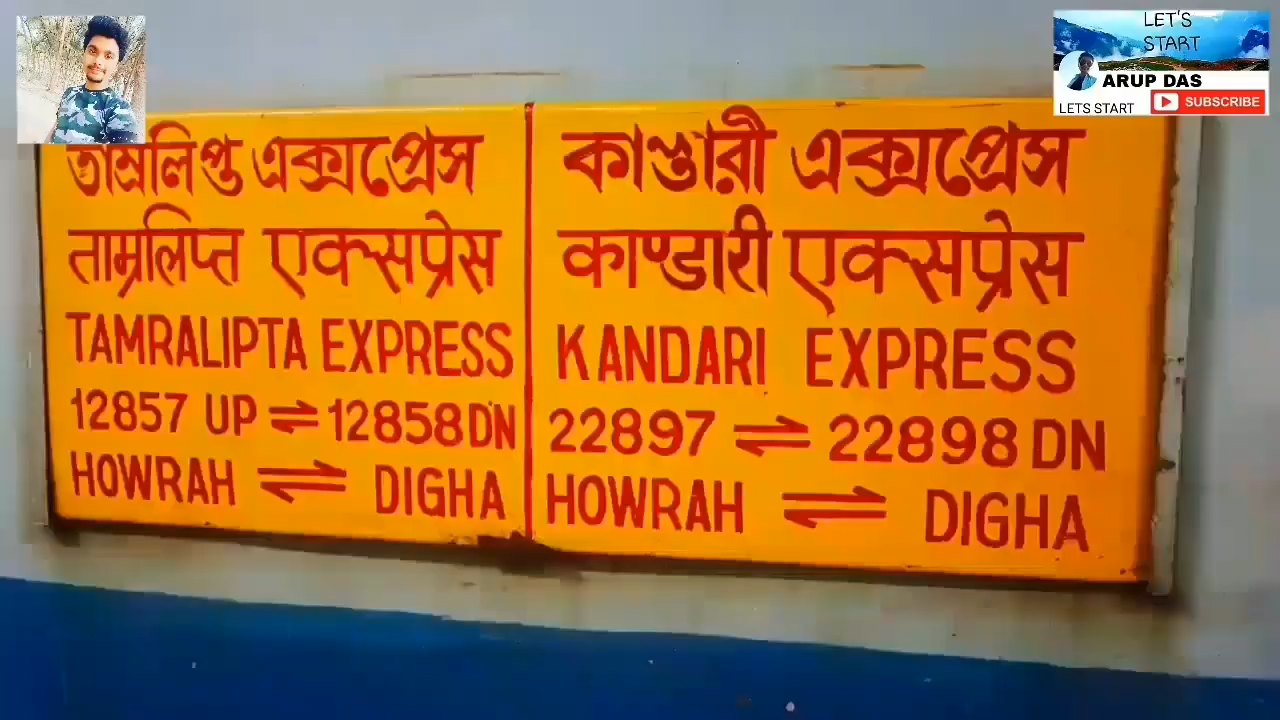 LET'S
START
ARUP DAS
LETS START
SUBSCRIBE
তাম্রলিপ্ত এক্সপ্রেস
ताम्रलिप्त एक्सप्रेस
TAMRALIPTA EXPRESS
12857 UP ⇌ 12858 DN
HOWRAH ⇌ DIGHA
কাণ্ডারী এক্সপ্রেস
काण्डारी एक्सप्रेस
KANDARI EXPRESS
22897 ⇌ 22898 DN
HOWRAH ⇌ DIGHA